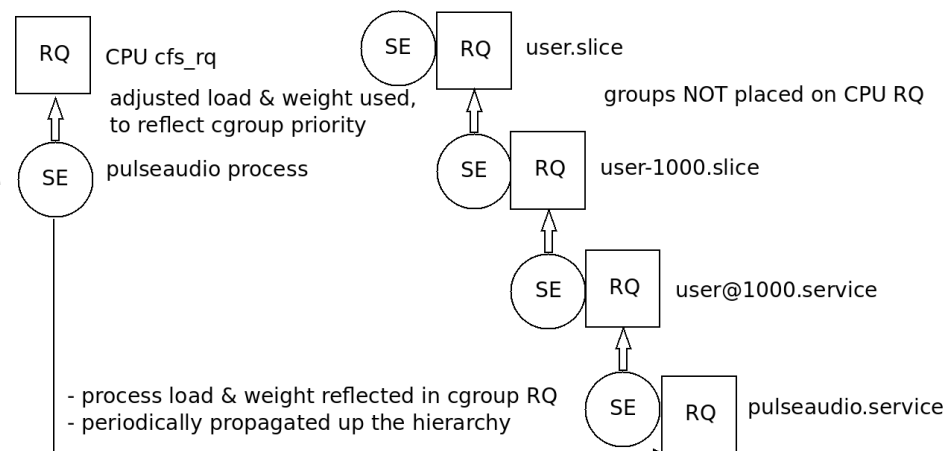 RQ
CPU cfs_rq
adjusted load & weight used,
to reflect cgroup priority
SE
pulseaudio process
SE
RQ
user.slice
groups NOT placed on CPU RQ
SE
RQ
user-1000.slice
SE
RQ
user@1000.service
- process load & weight reflected in cgroup RQ
- periodically propagated up the hierarchy
SE
RQ
pulseaudio.service